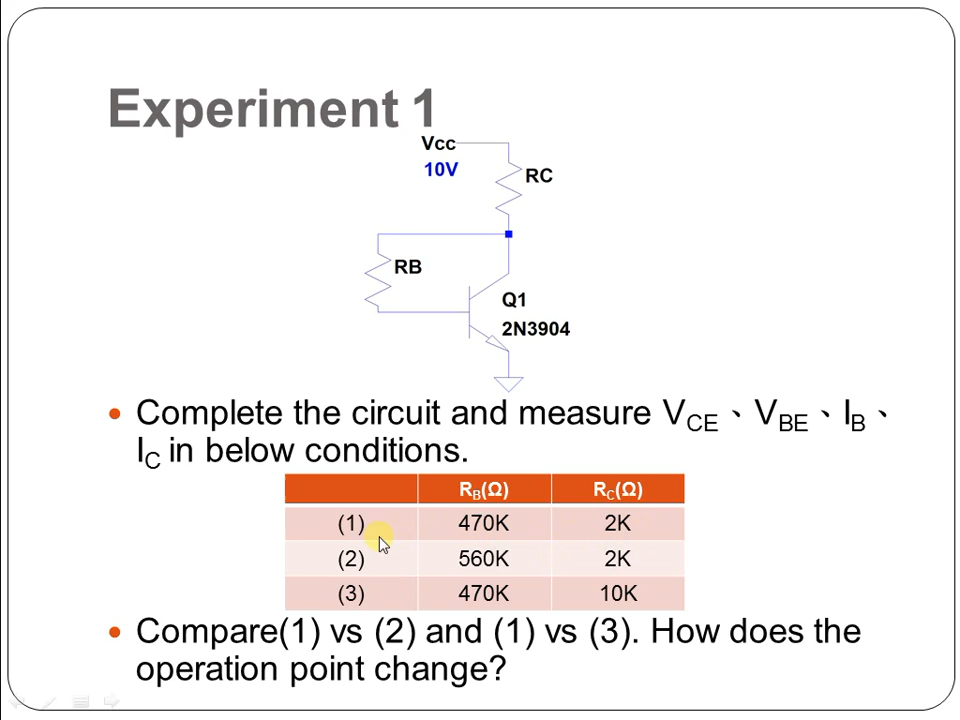 Experiment 1
Vcc
10V
RC
RB
Q1
2N3904
• Complete the circuit and measure VCE、VBE、IB、
IC in below conditions.
RB(Ω) RC(Ω)
(1) 470K 2K
(2) 560K 2K
(3) 470K 10K
• Compare(1) vs (2) and (1) vs (3). How does the
operation point change?